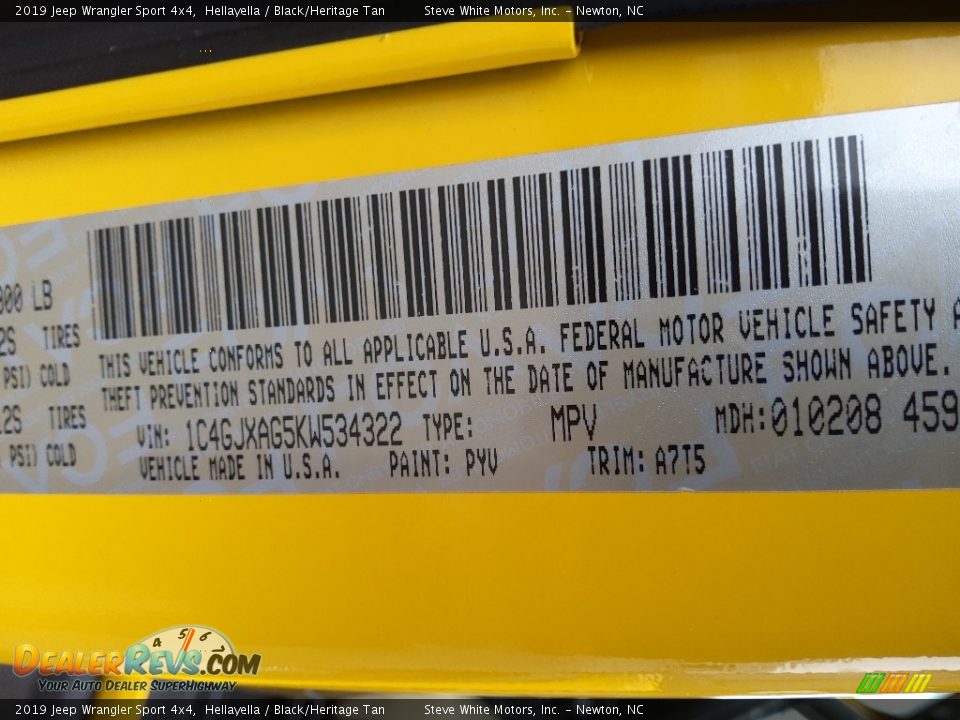 2019 Jeep Wrangler Sport 4x4, Hellayella / Black/Heritage Tan Steve White Motors, Inc. – Newton, NC
LB
TIRES
PSI) COLD
TIRES
PSI) COLD
THIS VEHICLE CONFORMS TO ALL APPLICABLE U.S.A. FEDERAL MOTOR VEHICLE SAFETY A
THEFT PREVENTION STANDARDS IN EFFECT ON THE DATE OF MANUFACTURE SHOWN ABOVE.
VIN: 1C4GJXAG5KW534322 TYPE: MPV MDH:010208 459
VEHICLE MADE IN U.S.A. PAINT: PYV TRIM: A7T5
4 5 6
DEALERREVS.COM
YOUR AUTO DEALER SUPERHIGHWAY
2019 Jeep Wrangler Sport 4x4, Hellayella / Black/Heritage Tan Steve White Motors, Inc. – Newton, NC